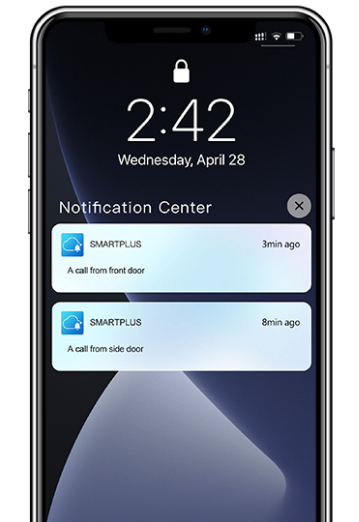 2:42
Wednesday, April 28
Notification Center
SMARTPLUS 3min ago
A call from front door
SMARTPLUS 8min ago
A call from side door